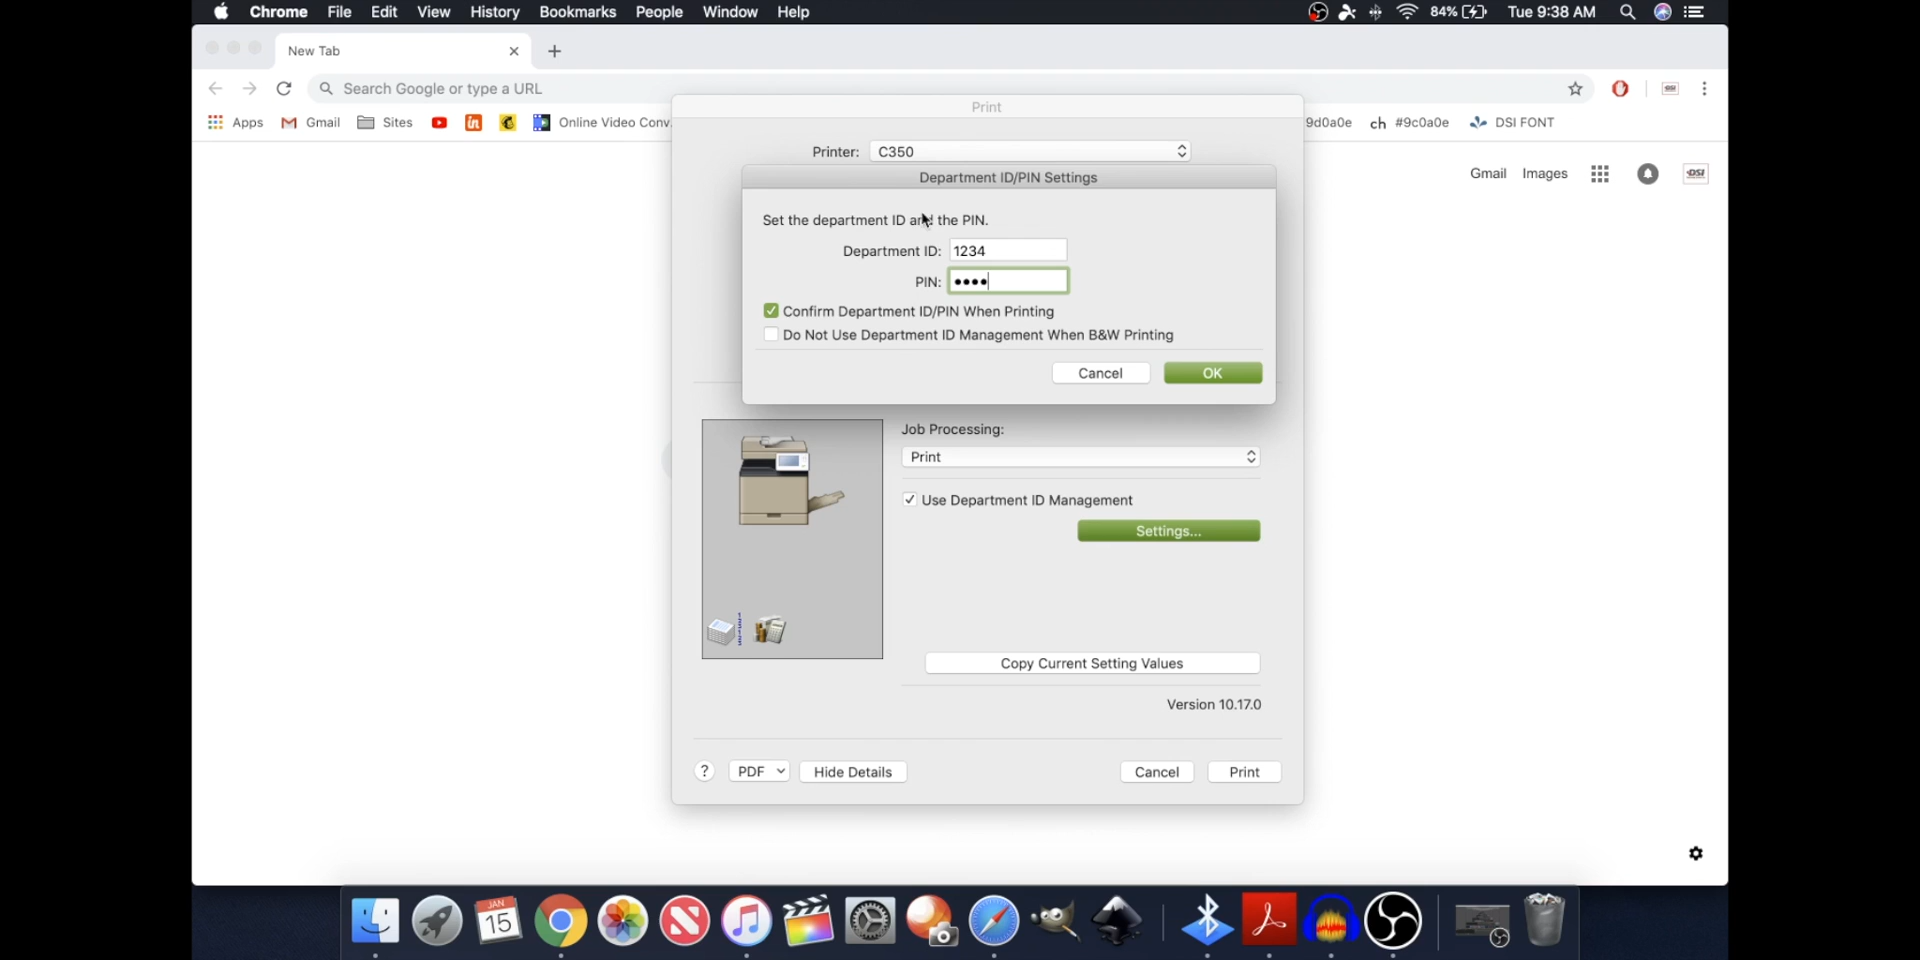 Chrome File Edit View History Bookmarks People Window Help 84% Tue 9:38 AM
New Tab
Search Google or type a URL
Apps Gmail Sites Online Video Conv 9d0a0e ch #9c0a0e DSI FONT
Print
Printer: C350
Gmail Images DSI
Department ID/PIN Settings
Set the department ID and the PIN.
Department ID: 1234
PIN: ••••
Confirm Department ID/PIN When Printing
Do Not Use Department ID Management When B&W Printing
Cancel OK
Job Processing:
Print
Use Department ID Management
Settings...
Copy Current Setting Values
Version 10.17.0
? PDF Hide Details Cancel Print
JAN
15